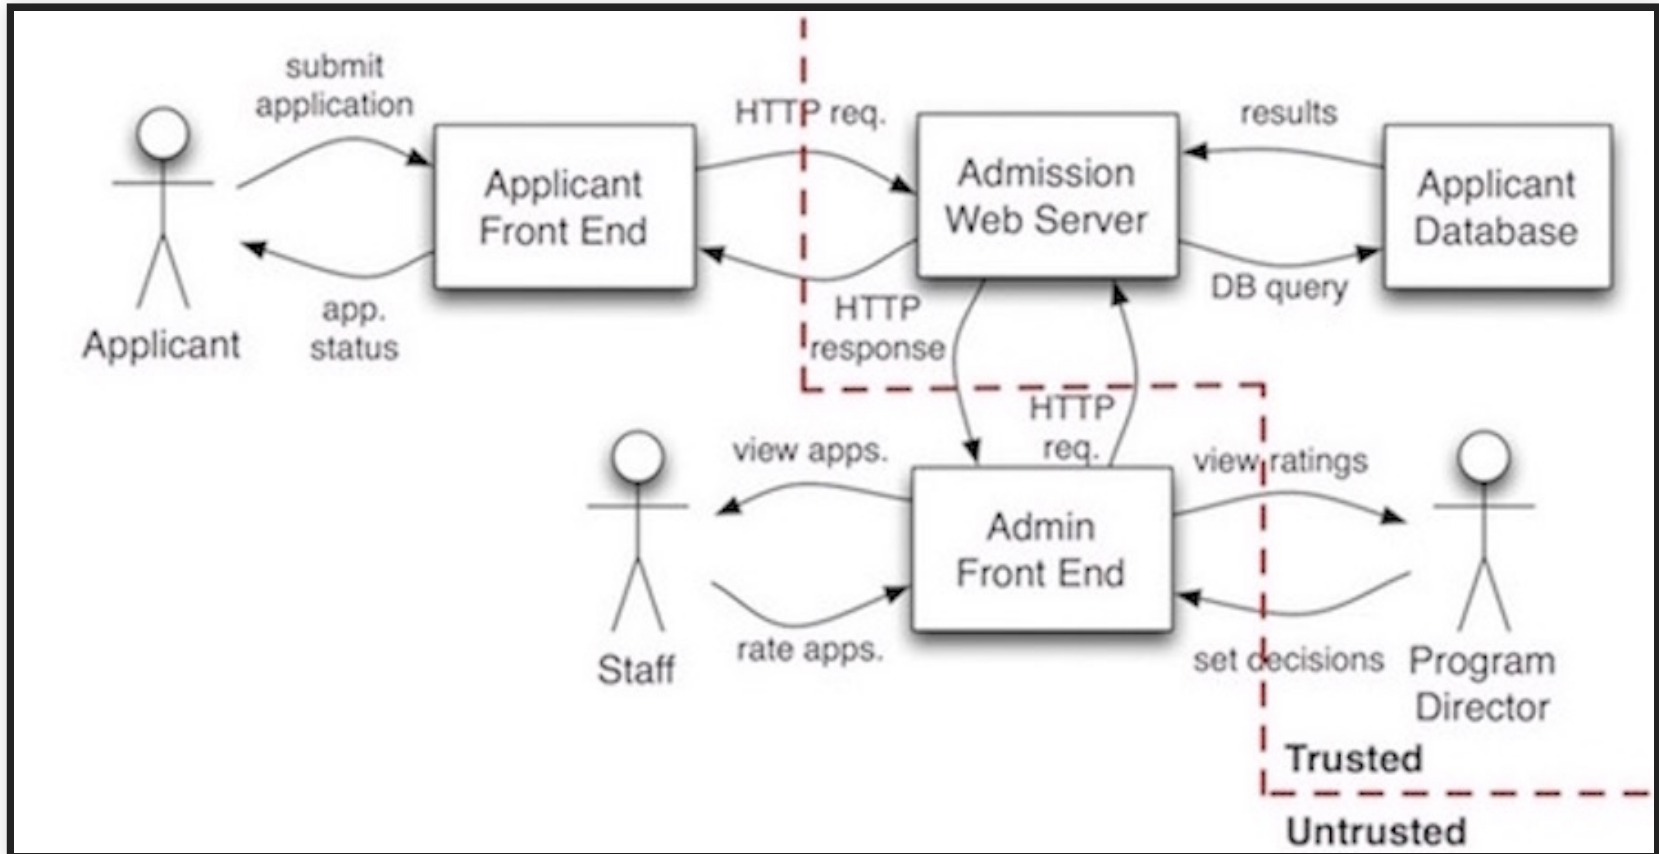 submit
application
HTTP req.
results
Applicant
Front End
Admission
Web Server
Applicant
Database
app.
status
HTTP
response
DB query
Applicant
HTTP
req.
view apps.
view ratings
Admin
Front End
rate apps.
set decisions
Staff
Program
Director
Trusted
Untrusted